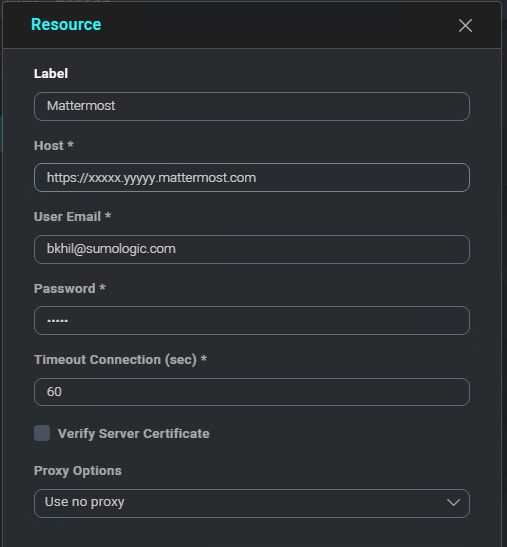 Resource
Label
Mattermost
Host *
https://xxxxx.yyyyy.mattermost.com
User Email *
bkhil@sumologic.com
Password *
•••••
Timeout Connection (sec) *
60
Verify Server Certificate
Proxy Options
Use no proxy